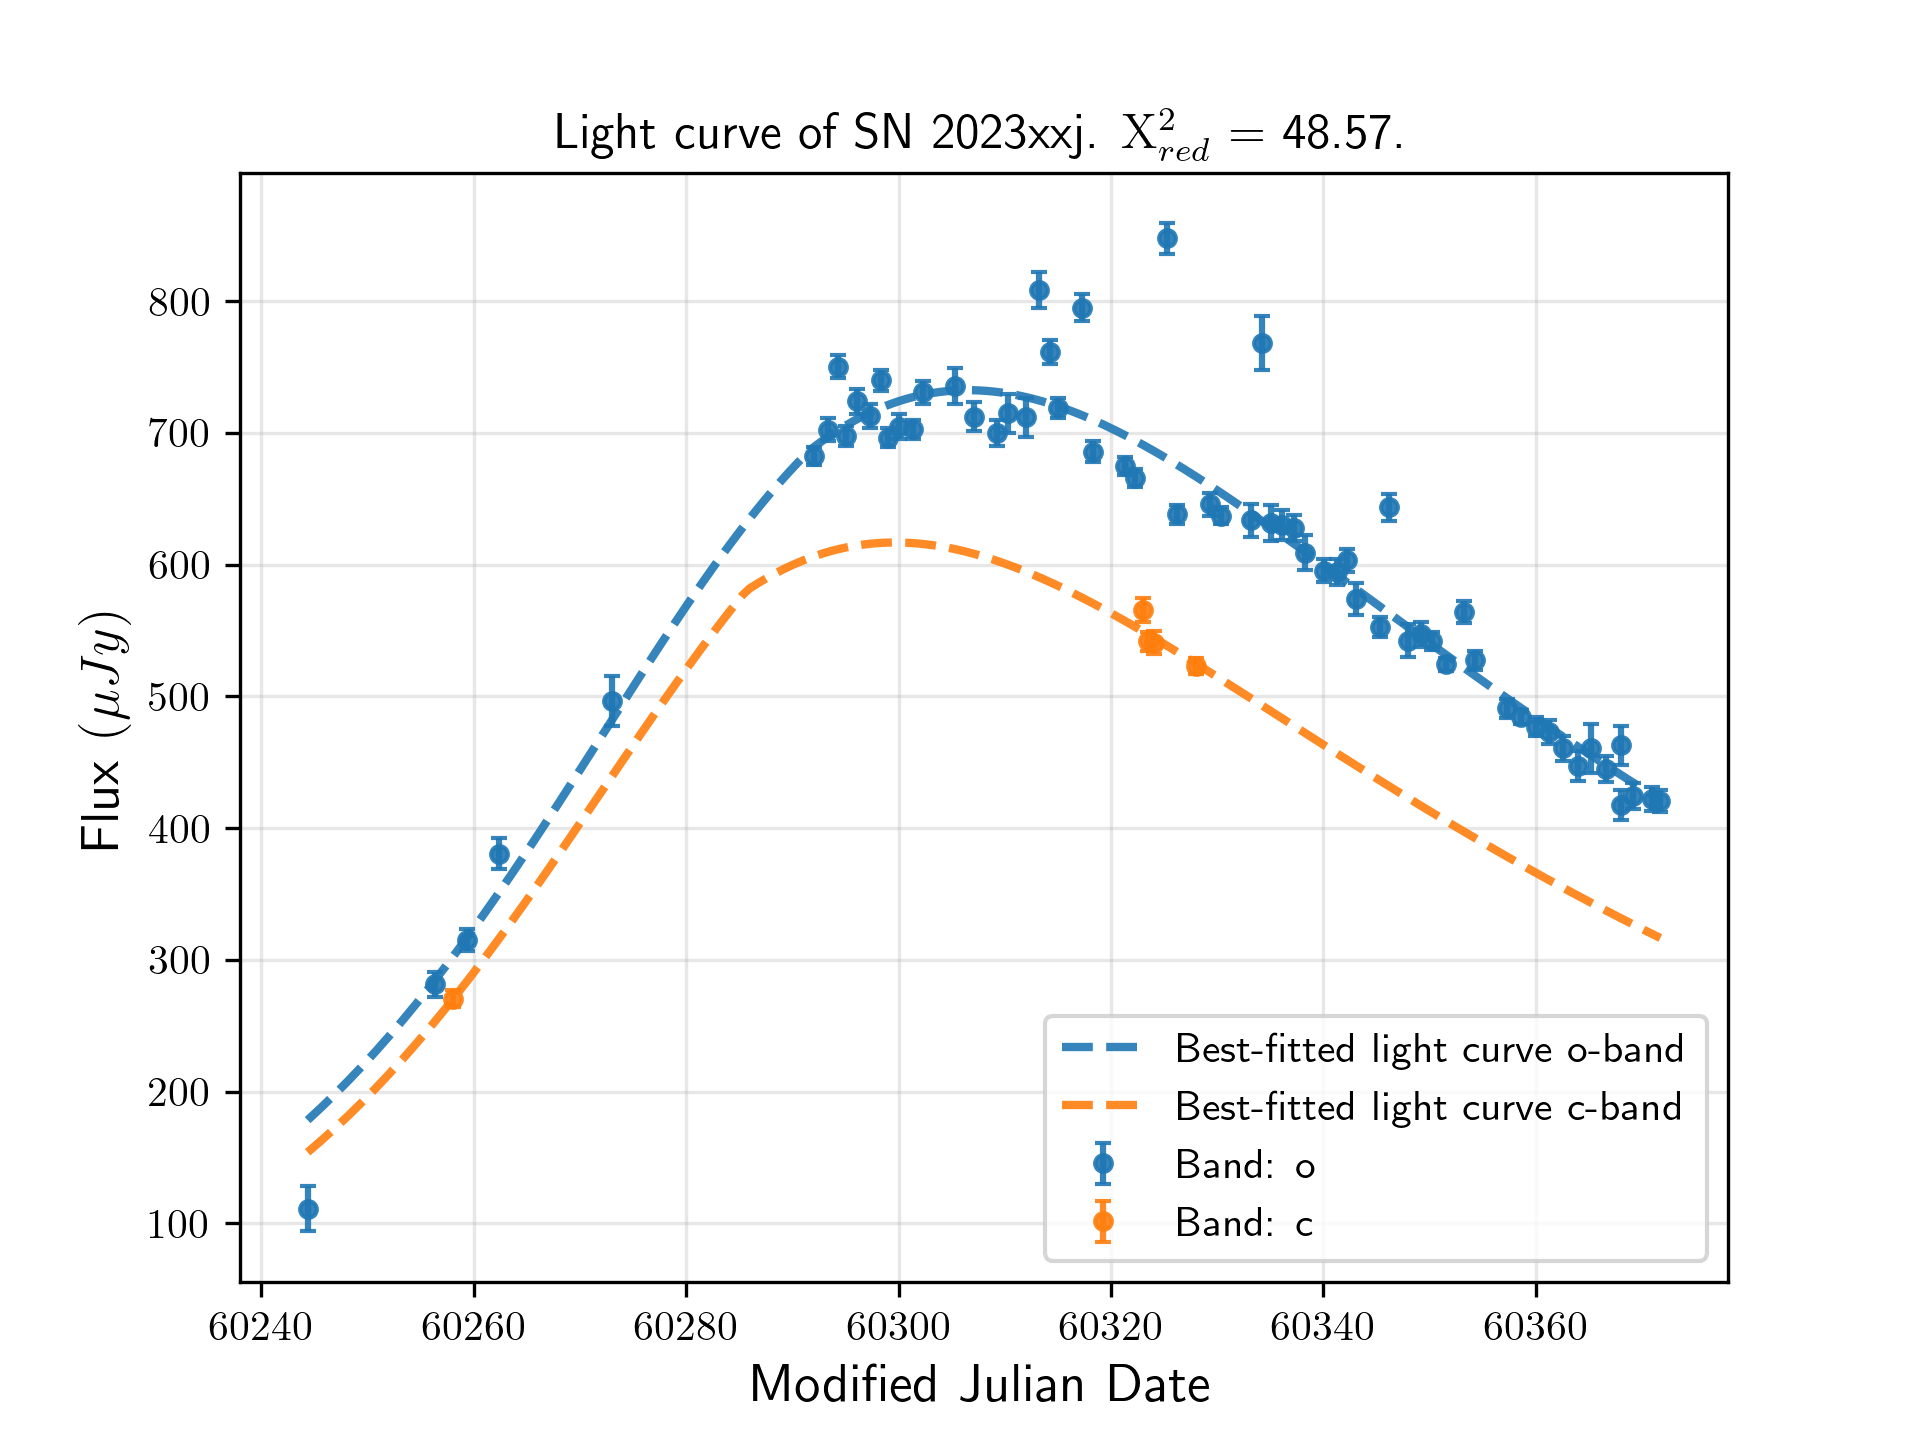 Light curve of SN 2023xxj. X²_red = 48.57.
Flux (μJy)
800
700
600
500
400
300
200
100
60240 60260 60280 60300 60320 60340 60360
Modified Julian Date
Best-fitted light curve o-band
Best-fitted light curve c-band
Band: o
Band: c